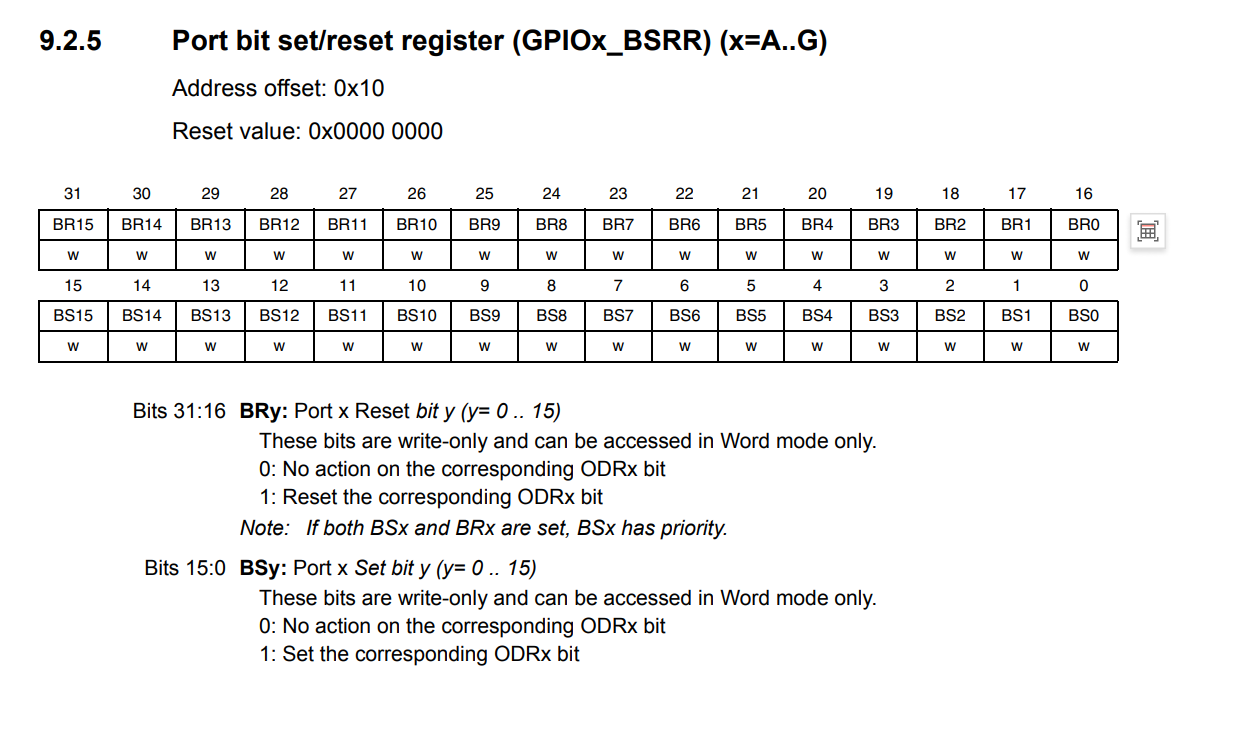 9.2.5 Port bit set/reset register (GPIOx_BSRR) (x=A..G)
Address offset: 0x10
Reset value: 0x0000 0000
31 30 29 28 27 26 25 24 23 22 21 20 19 18 17 16
BR15 BR14 BR13 BR12 BR11 BR10 BR9 BR8 BR7 BR6 BR5 BR4 BR3 BR2 BR1 BR0
w w w w w w w w w w w w w w w w
15 14 13 12 11 10 9 8 7 6 5 4 3 2 1 0
BS15 BS14 BS13 BS12 BS11 BS10 BS9 BS8 BS7 BS6 BS5 BS4 BS3 BS2 BS1 BS0
w w w w w w w w w w w w w w w w
Bits 31:16 BRy: Port x Reset bit y (y= 0 .. 15)
These bits are write-only and can be accessed in Word mode only.
0: No action on the corresponding ODRx bit
1: Reset the corresponding ODRx bit
Note: If both BSx and BRx are set, BSx has priority.
Bits 15:0 BSy: Port x Set bit y (y= 0 .. 15)
These bits are write-only and can be accessed in Word mode only.
0: No action on the corresponding ODRx bit
1: Set the corresponding ODRx bit